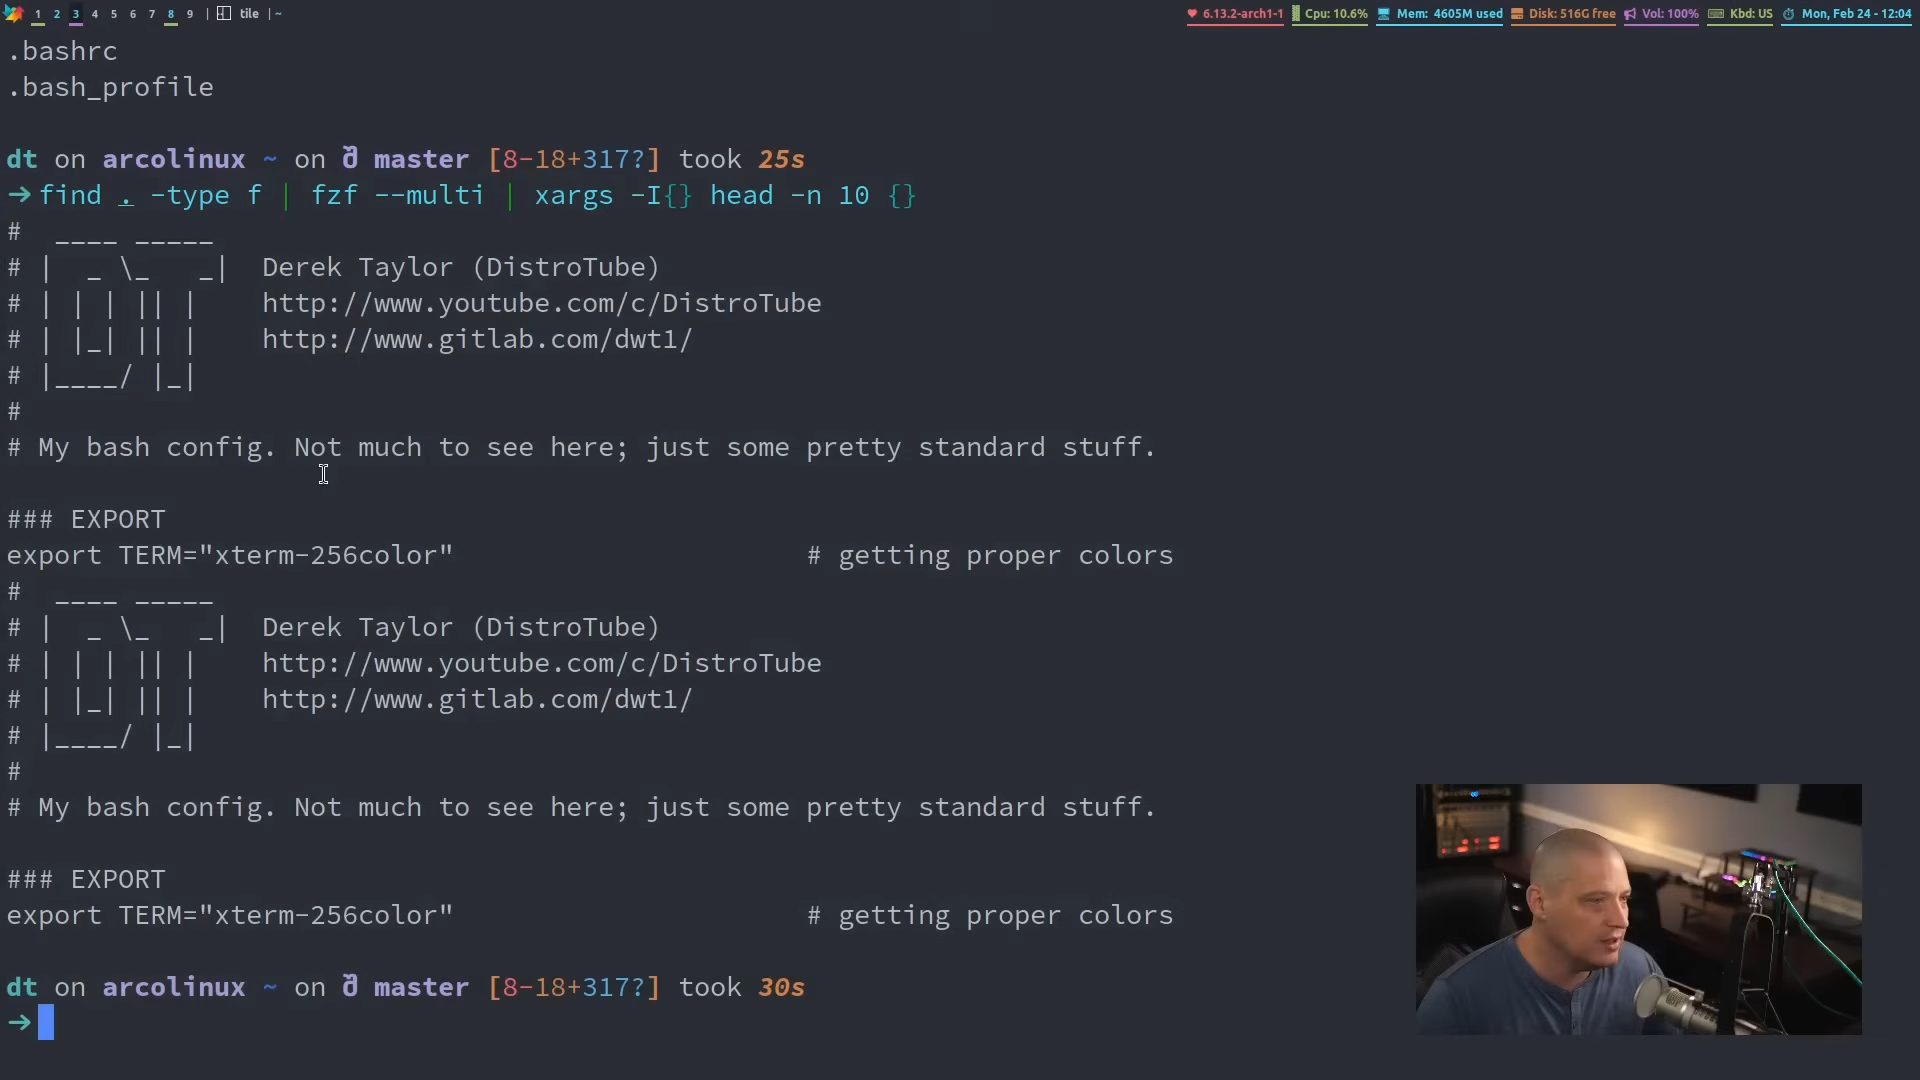 1 2 3 4 5 6 7 8 9 | tile | ~
6.13.2-arch1-1 Cpu: 10.6% Mem: 4605M used Disk: 516G free Vol: 100% Kbd: US Mon, Feb 24 - 12:04
.bashrc
.bash_profile
dt on arcolinux ~ on master [8-18+317?] took 25s
→ find . -type f | fzf --multi | xargs -I{} head -n 10 {}
#   ____ _____
# |  _ \_   _|  Derek Taylor (DistroTube)
# | | | || |    http://www.youtube.com/c/DistroTube
# | |_| || |    http://www.gitlab.com/dwt1/
# |____/ |_|
#
# My bash config. Not much to see here; just some pretty standard stuff.
### EXPORT
export TERM="xterm-256color"                      # getting proper colors
#   ____ _____
# |  _ \_   _|  Derek Taylor (DistroTube)
# | | | || |    http://www.youtube.com/c/DistroTube
# | |_| || |    http://www.gitlab.com/dwt1/
# |____/ |_|
#
# My bash config. Not much to see here; just some pretty standard stuff.
### EXPORT
export TERM="xterm-256color"                      # getting proper colors
dt on arcolinux ~ on master [8-18+317?] took 30s
→